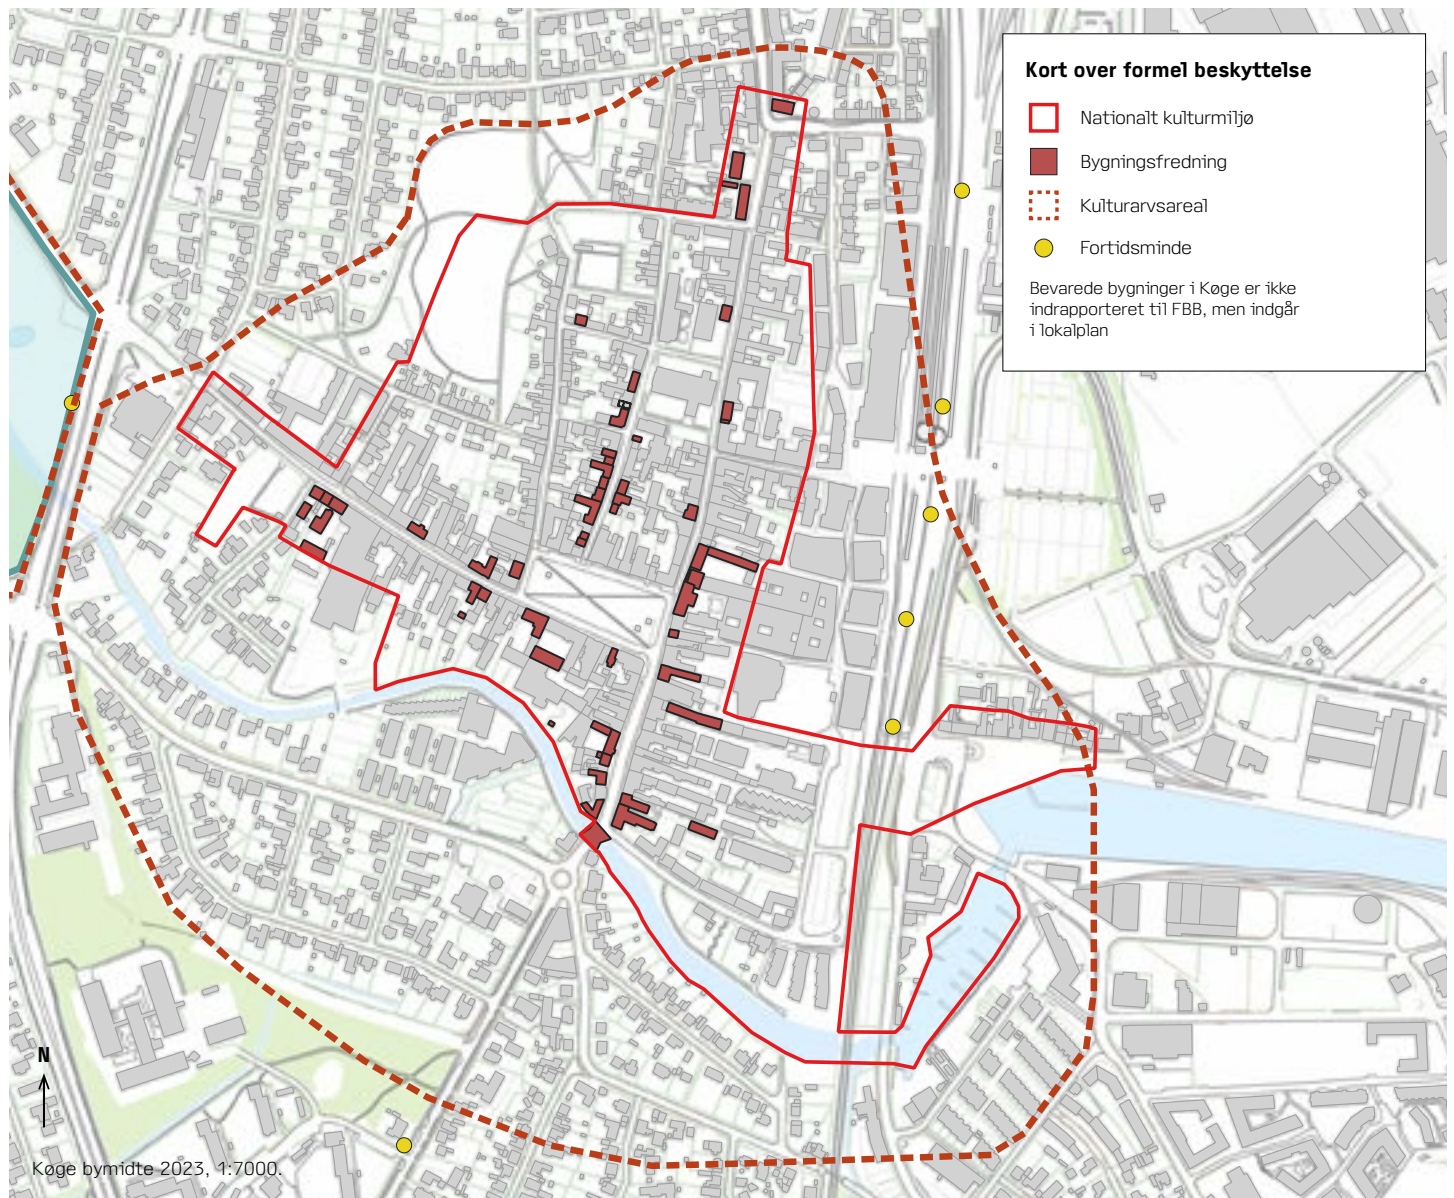 Kort over formel beskyttelse
Nationalt kulturmiljø
Bygningsfredning
Kulturarvsareal
Fortidsminde
Bevarede bygninger i Køge er ikke
indrapporteret til FBB, men indgår
i lokalplan
N
Køge bymidte 2023, 1:7000.